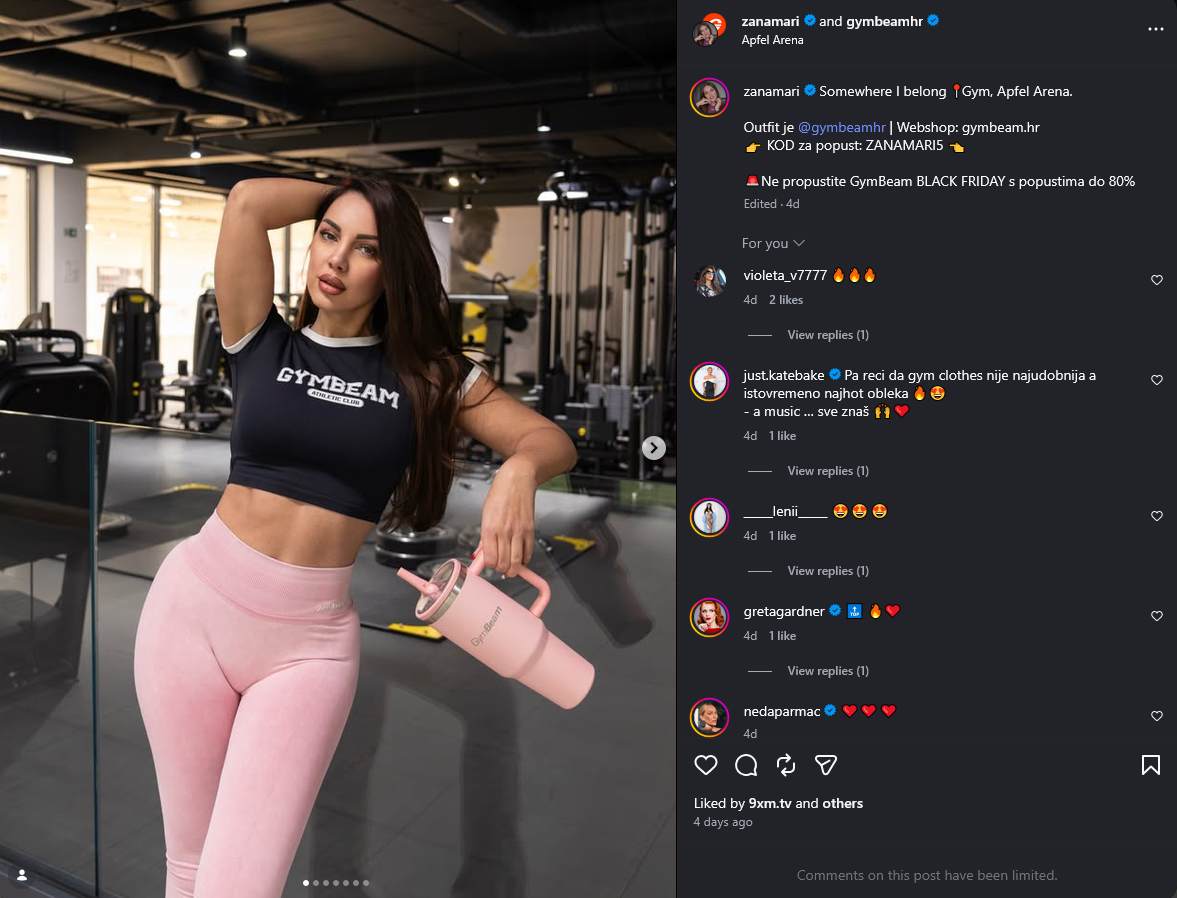 zanamari and gymbeamhr
Apfel Arena
zanamari Somewhere I belong 📍Gym, Apfel Arena.
Outfit je @gymbeamhr | Webshop: gymbeam.hr
👉 KOD za popust: ZANAMARI5 👈
🚨Ne propustite GymBeam BLACK FRIDAY s popustima do 80%
Edited · 4d
For you
violeta_v7777 🔥🔥🔥
4d 2 likes
View replies (1)
just.katebake Pa reci da gym clothes nije najudobnija a
istovremeno najhot obleka 🔥😍
- a music ... sve znaš 🙌❤️
4d 1 like
View replies (1)
____lenii____ 😍😍😍
4d 1 like
View replies (1)
gretagardner 🔝🔥❤️
4d 1 like
View replies (1)
nedaparmac ❤️❤️❤️
4d
Liked by 9xm.tv and others
4 days ago
Comments on this post have been limited.
GYMBEAM
ATHLETIC CLUB
GymBeam